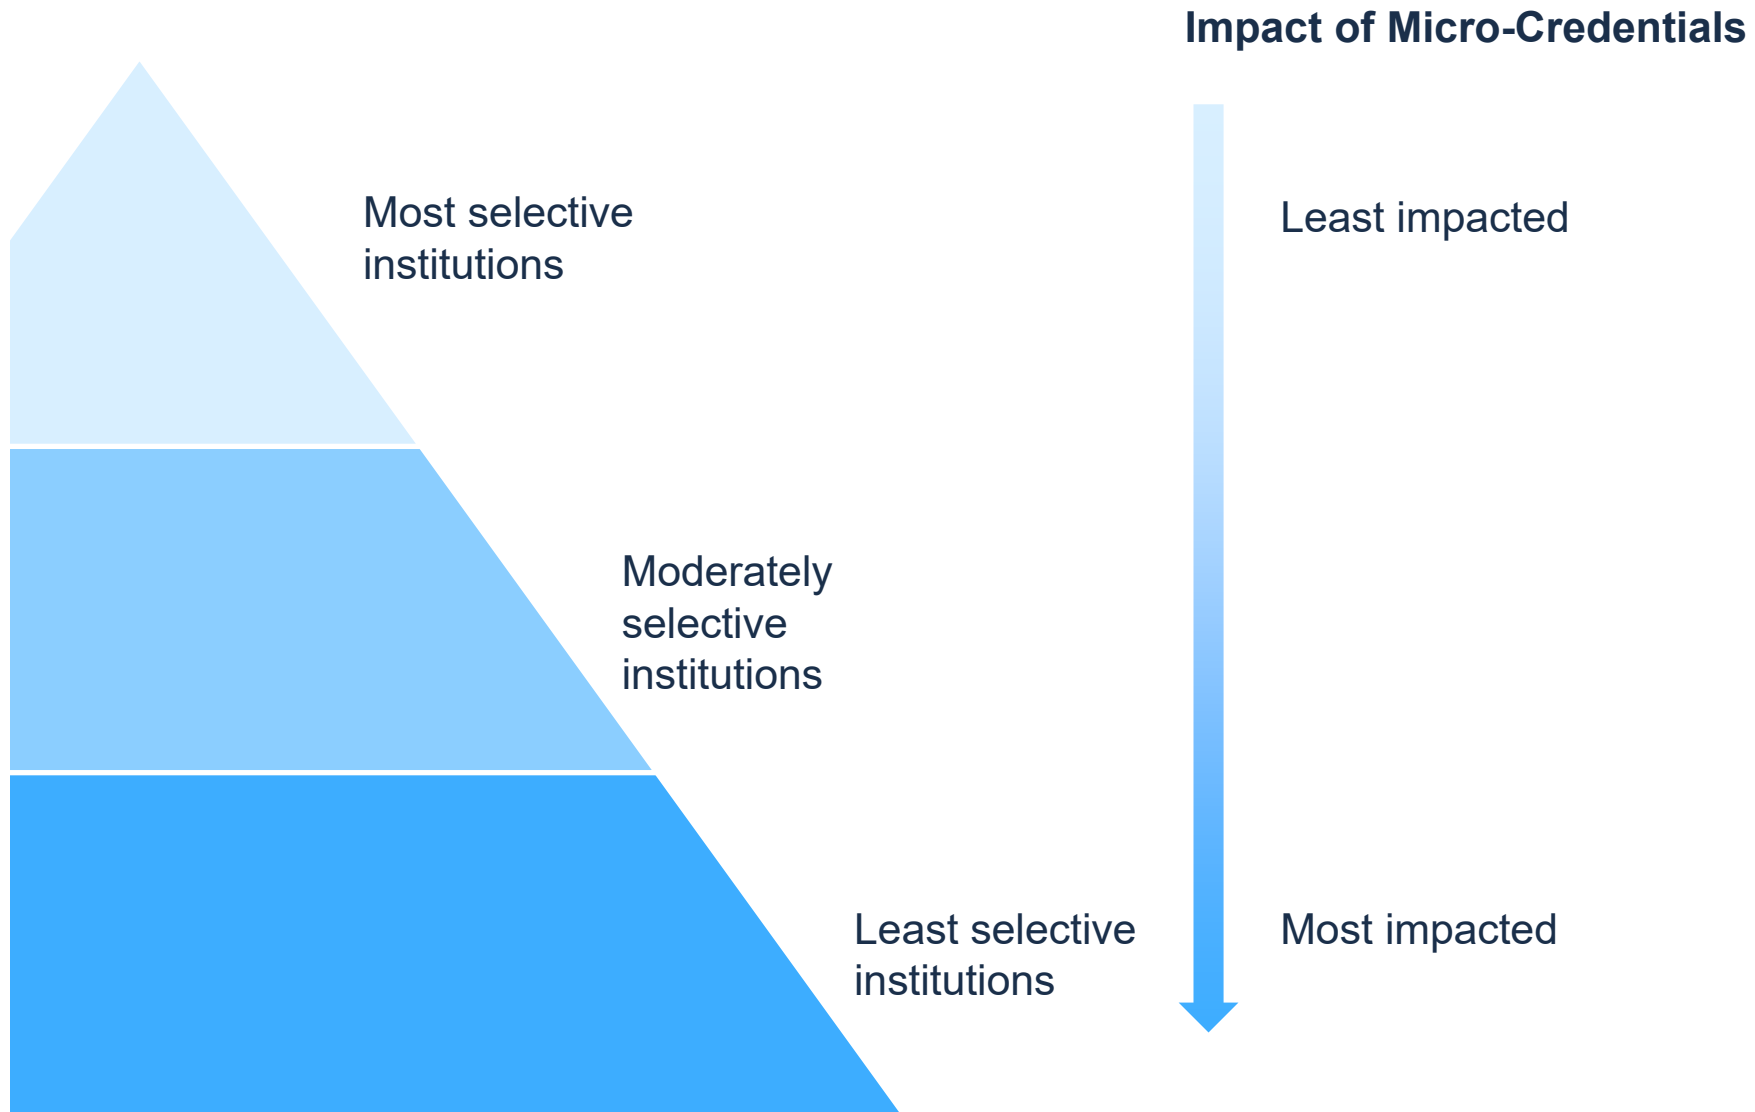 Impact of Micro-Credentials
Most selective
institutions
Least impacted
Moderately
selective
institutions
Least selective
institutions
Most impacted